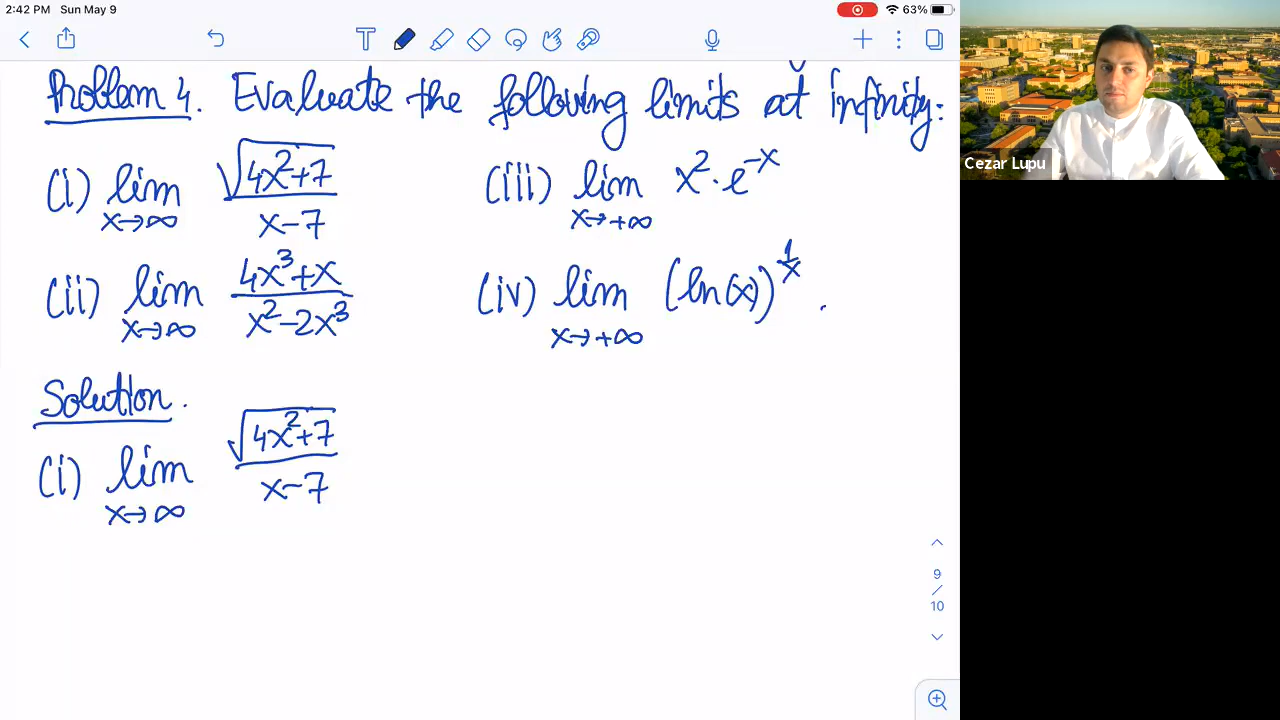 2:42 PM Sun May 9
63%
Cezar Lupu
Problem 4. Evaluate the following limits at infinity:
(i) lim x→∞ √(4x²+7) / (x−7)
(iii) lim x→+∞ x²·e^(−x)
(ii) lim x→∞ (4x³+x) / (x²−2x³)
(iv) lim x→+∞ (ln(x))^(1/x).
Solution.
(i) lim x→∞ √(4x²+7) / (x−7)
9
/
10